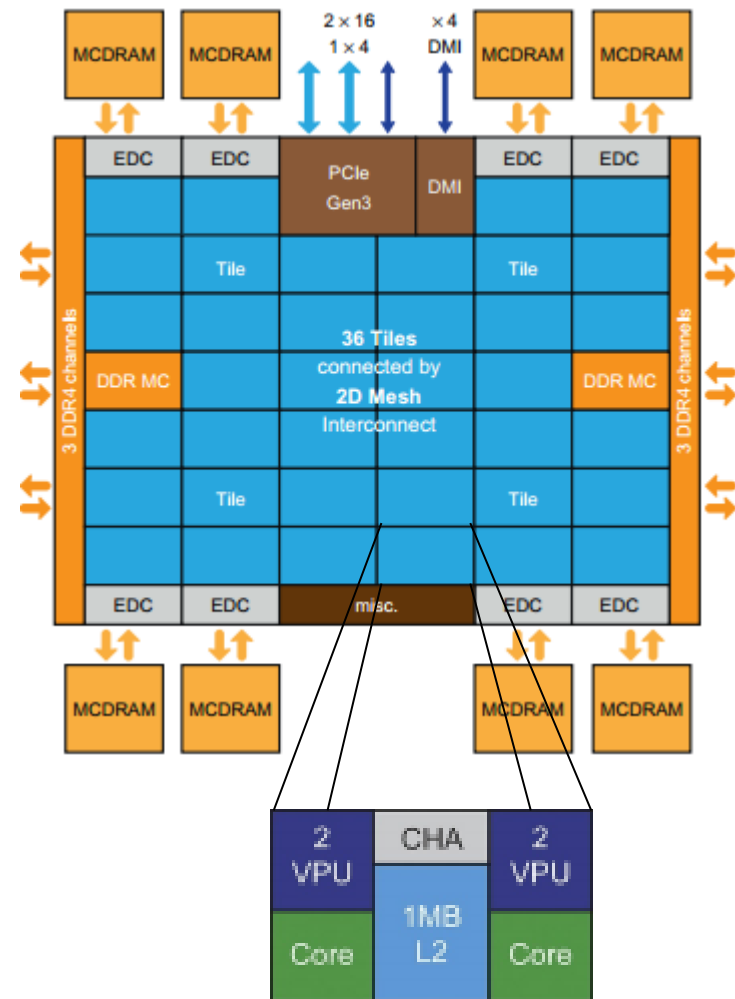 2 × 16
1 × 4
× 4
DMI
MCDRAM
MCDRAM
MCDRAM
MCDRAM
EDC
EDC
PCIe
Gen3
DMI
EDC
EDC
Tile
Tile
3 DDR4 channels
36 Tiles
connected by
2D Mesh
Interconnect
DDR MC
DDR MC
3 DDR4 channels
Tile
Tile
EDC
EDC
misc.
EDC
EDC
MCDRAM
MCDRAM
MCDRAM
MCDRAM
2
VPU
CHA
2
VPU
1MB
L2
Core
Core